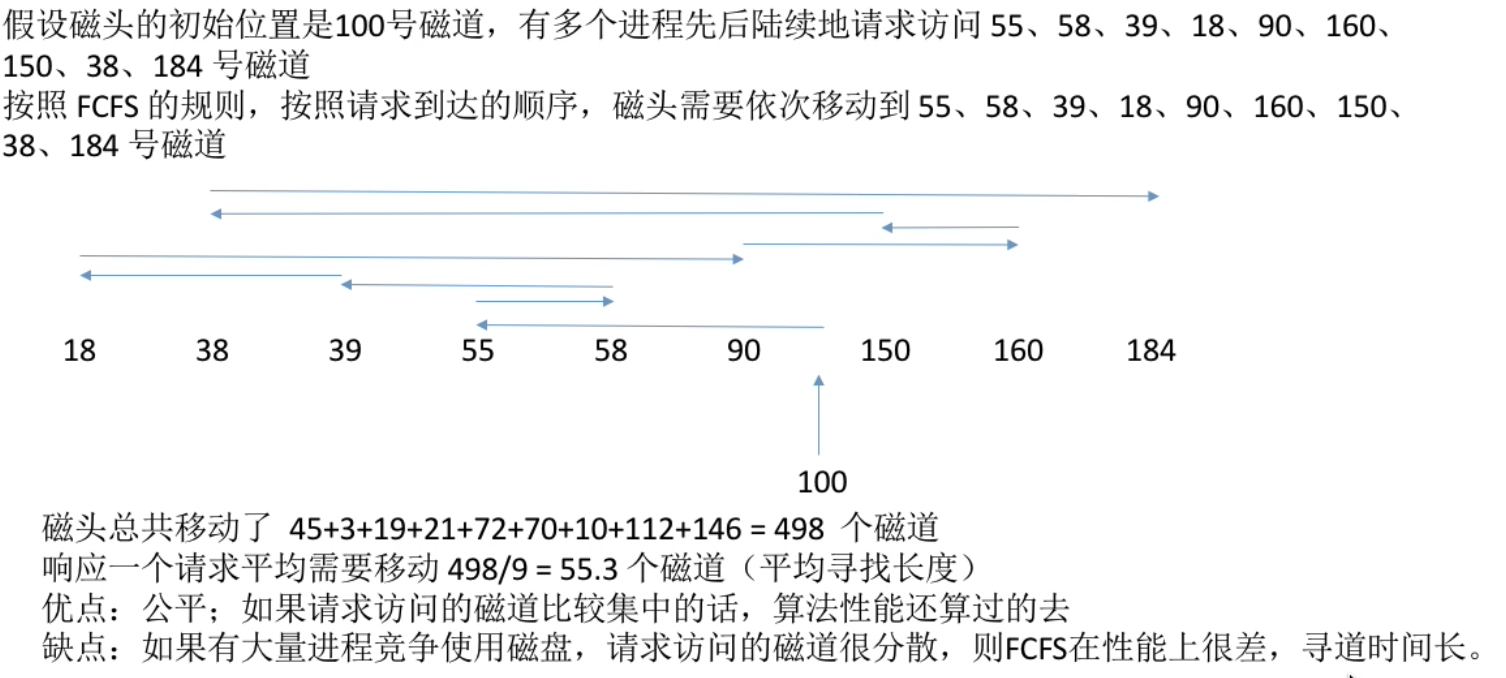 假设磁头的初始位置是100号磁道，有多个进程先后陆续地请求访问 55、58、39、18、90、160、
150、38、184 号磁道
按照 FCFS 的规则，按照请求到达的顺序，磁头需要依次移动到 55、58、39、18、90、160、150、
38、184 号磁道
18 38 39 55 58 90 150 160 184
100
磁头总共移动了 45+3+19+21+72+70+10+112+146 = 498 个磁道
响应一个请求平均需要移动 498/9 = 55.3 个磁道（平均寻找长度）
优点：公平；如果请求访问的磁道比较集中的话，算法性能还算过的去
缺点：如果有大量进程竞争使用磁盘，请求访问的磁道很分散，则FCFS在性能上很差，寻道时间长。